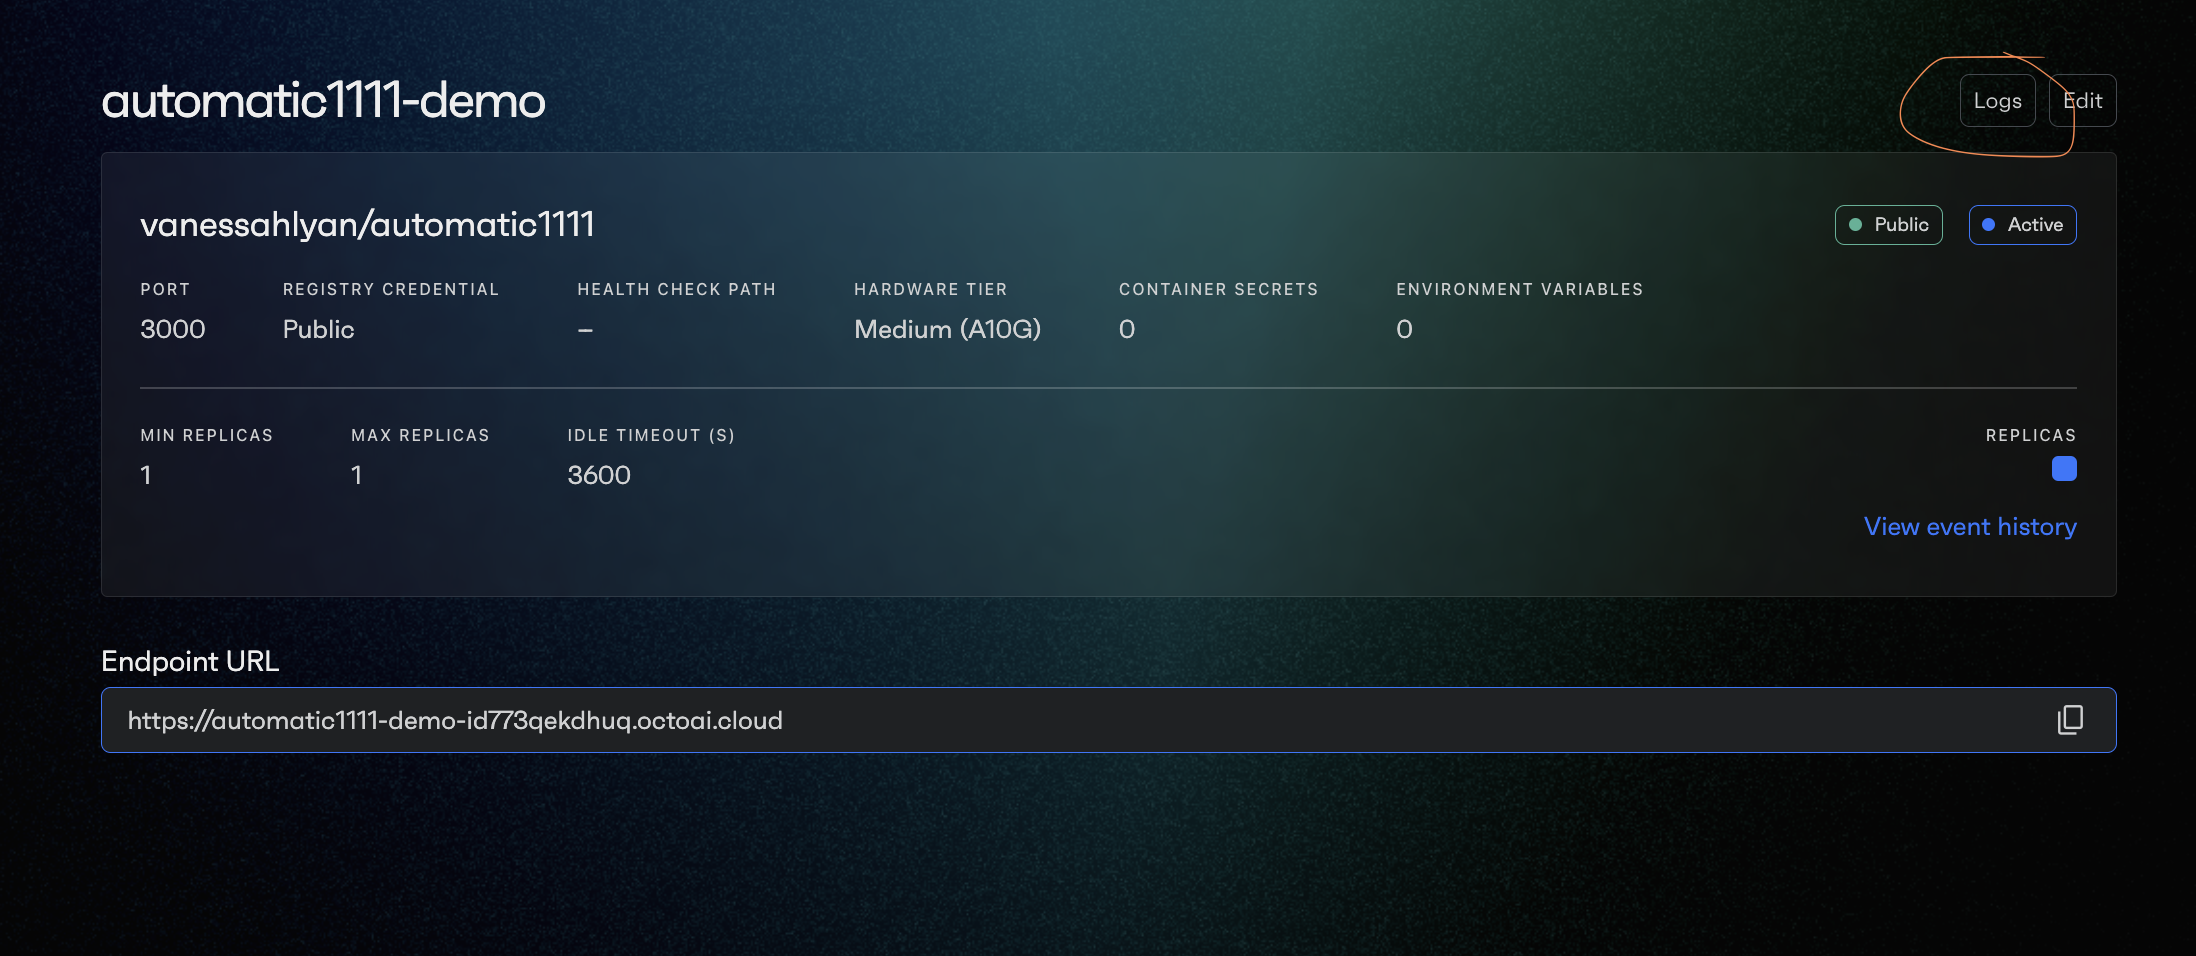 automatic1111-demo
Logs
Edit
vanessahlyan/automatic1111
Public
Active
PORT
3000
REGISTRY CREDENTIAL
Public
HEALTH CHECK PATH
–
HARDWARE TIER
Medium (A10G)
CONTAINER SECRETS
0
ENVIRONMENT VARIABLES
0
MIN REPLICAS
1
MAX REPLICAS
1
IDLE TIMEOUT (S)
3600
REPLICAS
View event history
Endpoint URL
https://automatic1111-demo-id773qekdhuq.octoai.cloud